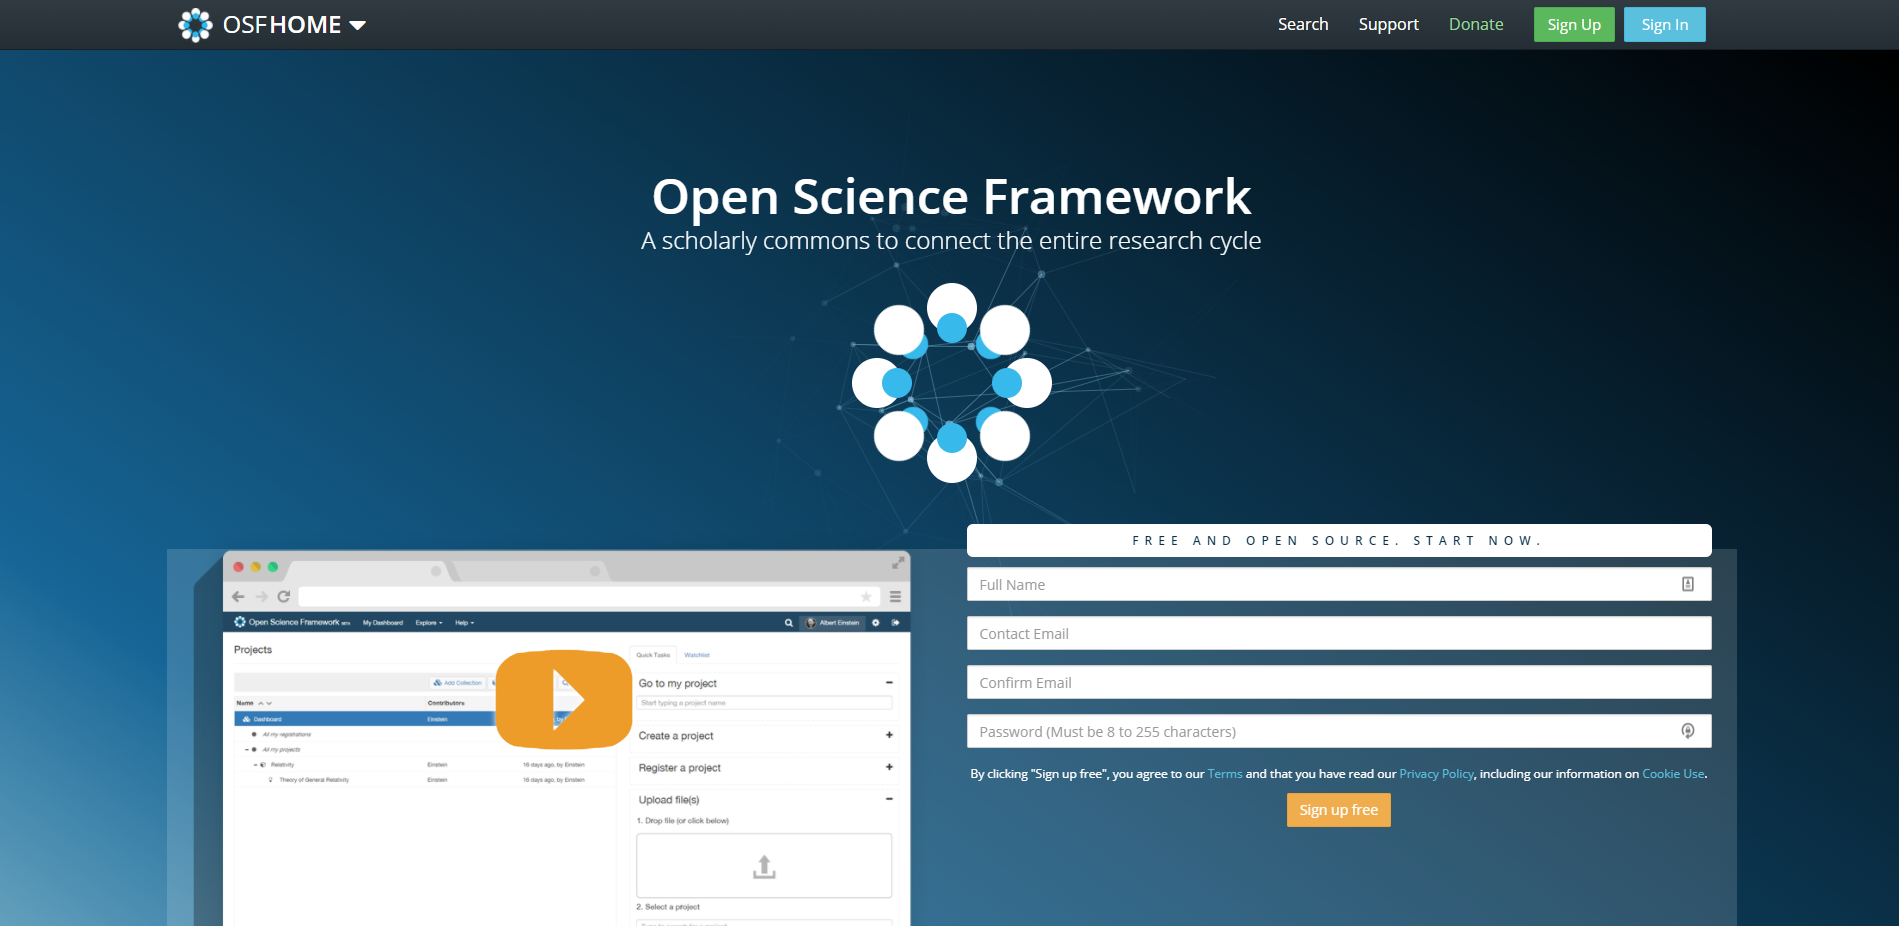 OSFHOME
Search Support Donate Sign Up Sign In
Open Science Framework
A scholarly commons to connect the entire research cycle
FREE AND OPEN SOURCE. START NOW.
Full Name
Contact Email
Confirm Email
Password (Must be 8 to 255 characters)
By clicking "Sign up free", you agree to our Terms and that you have read our Privacy Policy, including our information on Cookie Use.
Sign up free
Open Science Framework BETA My Dashboard Explore Help Albert Einstein
Projects
Add Collection
Name Contributors
Dashboard Einstein by Einstein
All my registrations
All my projects
Relativity Einstein 16 days ago, by Einstein
Theory of General Relativity Einstein 16 days ago, by Einstein
Quick Tasks Watchlist
Go to my project
Start typing a project name
Create a project
Register a project
Upload file(s)
1. Drop file (or click below)
2. Select a project